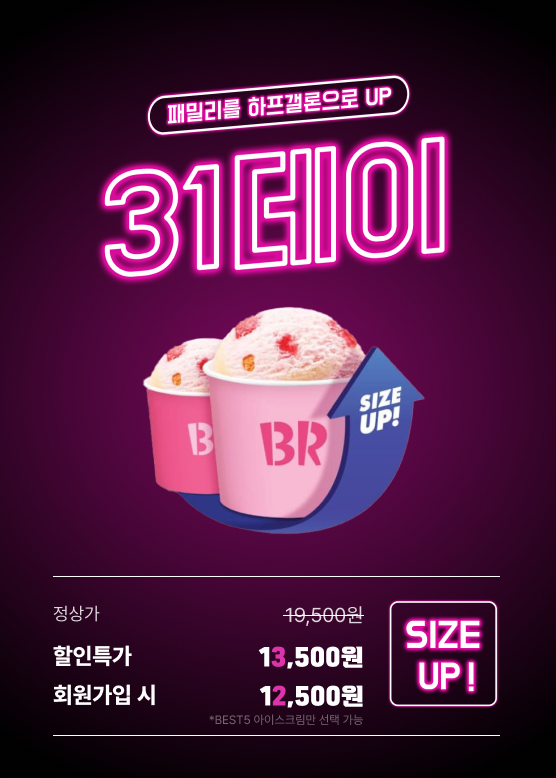 패밀리를 하프갤론으로 UP
31데이
BR
BR
SIZE
UP!
정상가 19,500원
할인특가 13,500원
회원가입 시 12,500원
*BEST5 아이스크림만 선택 가능
SIZE
UP!